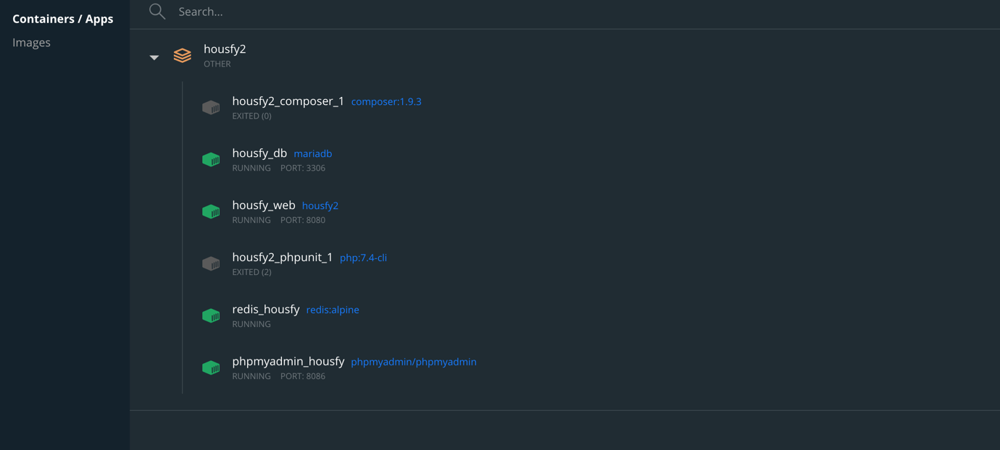 Containers / Apps
Images
Search...
housfy2
OTHER
housfy2_composer_1 composer:1.9.3
EXITED (0)
housfy_db mariadb
RUNNING PORT: 3306
housfy_web housfy2
RUNNING PORT: 8080
housfy2_phpunit_1 php:7.4-cli
EXITED (2)
redis_housfy redis:alpine
RUNNING
phpmyadmin_housfy phpmyadmin/phpmyadmin
RUNNING PORT: 8086